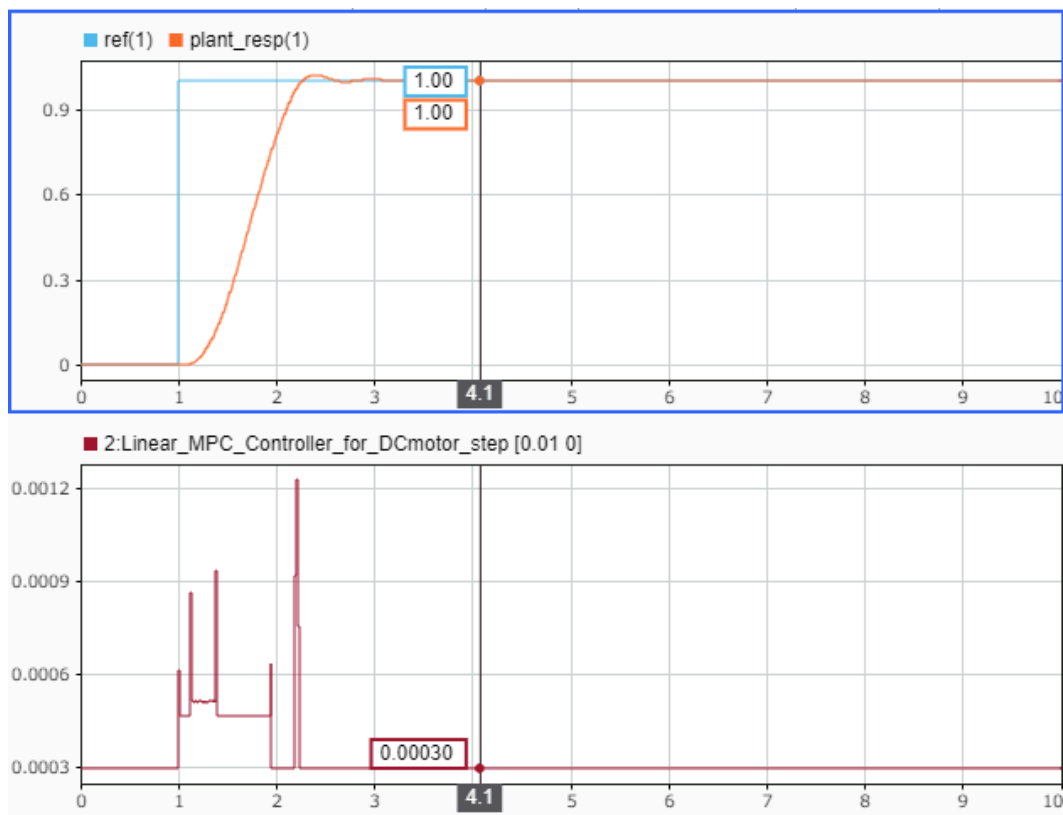 ref(1) plant_resp(1)
1.00
0.9
1.00
0.6
0.3
0
0 1 2 3 4.1 5 6 7 8 9 10
2:Linear_MPC_Controller_for_DCmotor_step [0.01 0]
0.0012
0.0009
0.0006
0.00030
0.0003
0 1 2 3 4.1 5 6 7 8 9 10